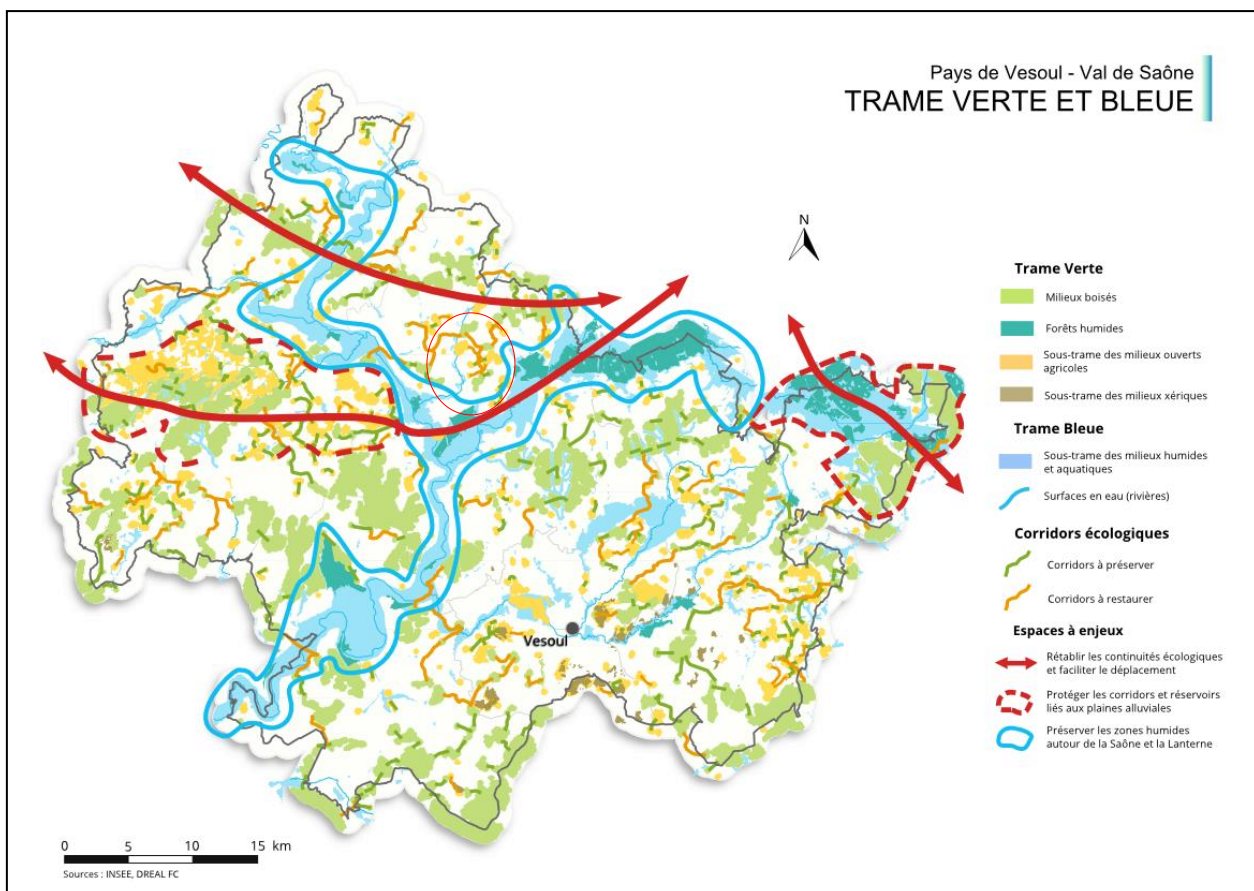 Pays de Vesoul - Val de Saône
TRAME VERTE ET BLEUE
N
Vesoul
Trame Verte
Milieux boisés
Forêts humides
Sous-trame des milieux ouverts
agricoles
Sous-trame des milieux xériques
Trame Bleue
Sous-trame des milieux humides
et aquatiques
Surfaces en eau (rivières)
Corridors écologiques
Corridors à préserver
Corridors à restaurer
Espaces à enjeux
Rétablir les continuités écologiques
et faciliter le déplacement
Protéger les corridors et réservoirs
liés aux plaines alluviales
Préserver les zones humides
autour de la Saône et la Lanterne
0 5 10 15 km
Sources : INSEE, DREAL FC